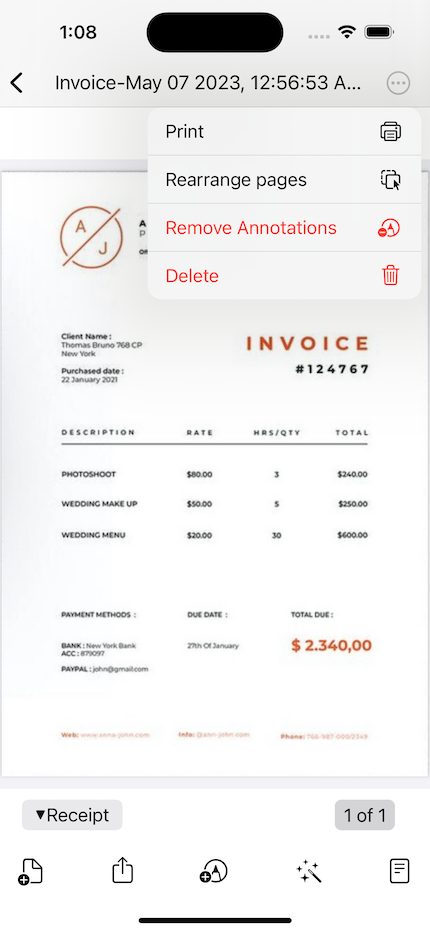 1:08
Invoice-May 07 2023, 12:56:53 A...
Print
Rearrange pages
Remove Annotations
Delete
A
J
A
P
INVOICE
#124767
Client Name :
Thomas Bruno 768 CP
New York
Purchased date :
22 January 2021
DESCRIPTION RATE HRS/QTY TOTAL
PHOTOSHOOT $80.00 3 $240.00
WEDDING MAKE UP $50.00 5 $250.00
WEDDING MENU $20.00 30 $600.00
PAYMENT METHODS : DUE DATE : TOTAL DUE :
BANK : New York Bank 27th Of January $ 2.340,00
ACC : 879097
PAYPAL : john@gmail.com
Web: www.anna-john.com Info: @ann-john.com Phone: 766-987-000/2349
▾Receipt
1 of 1